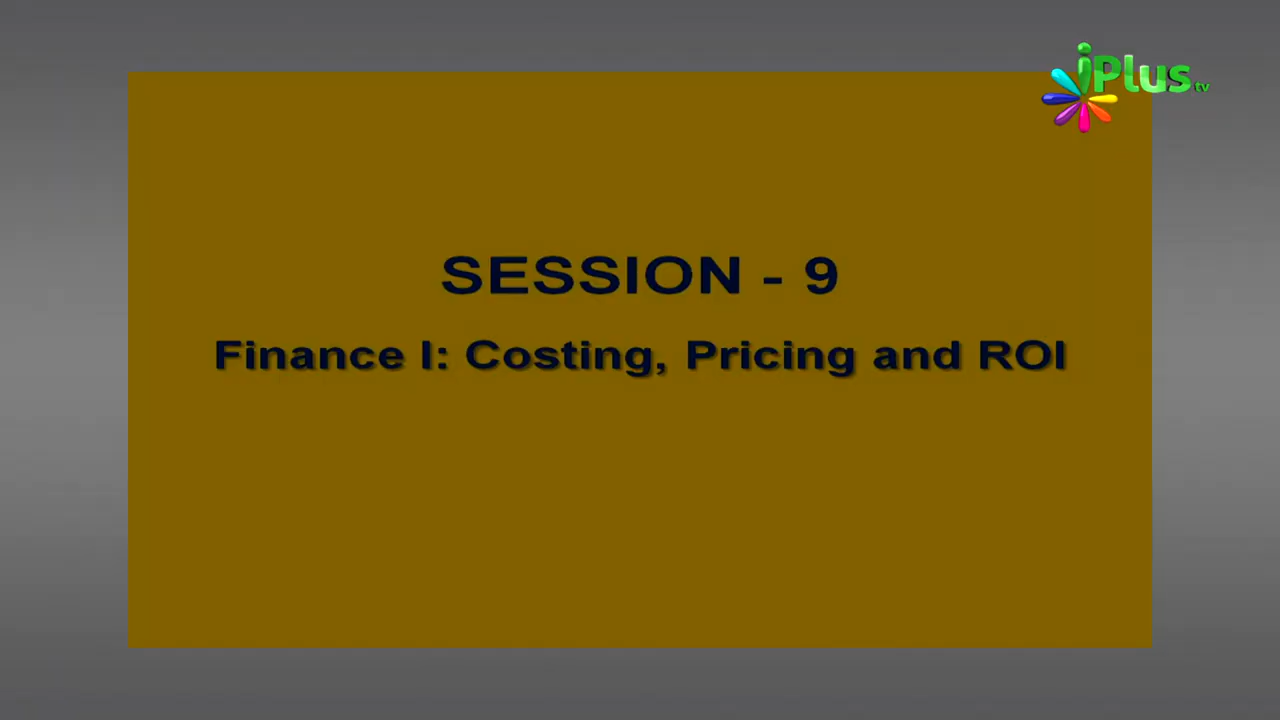 iPlus tv
SESSION - 9
Finance I: Costing, Pricing and ROI